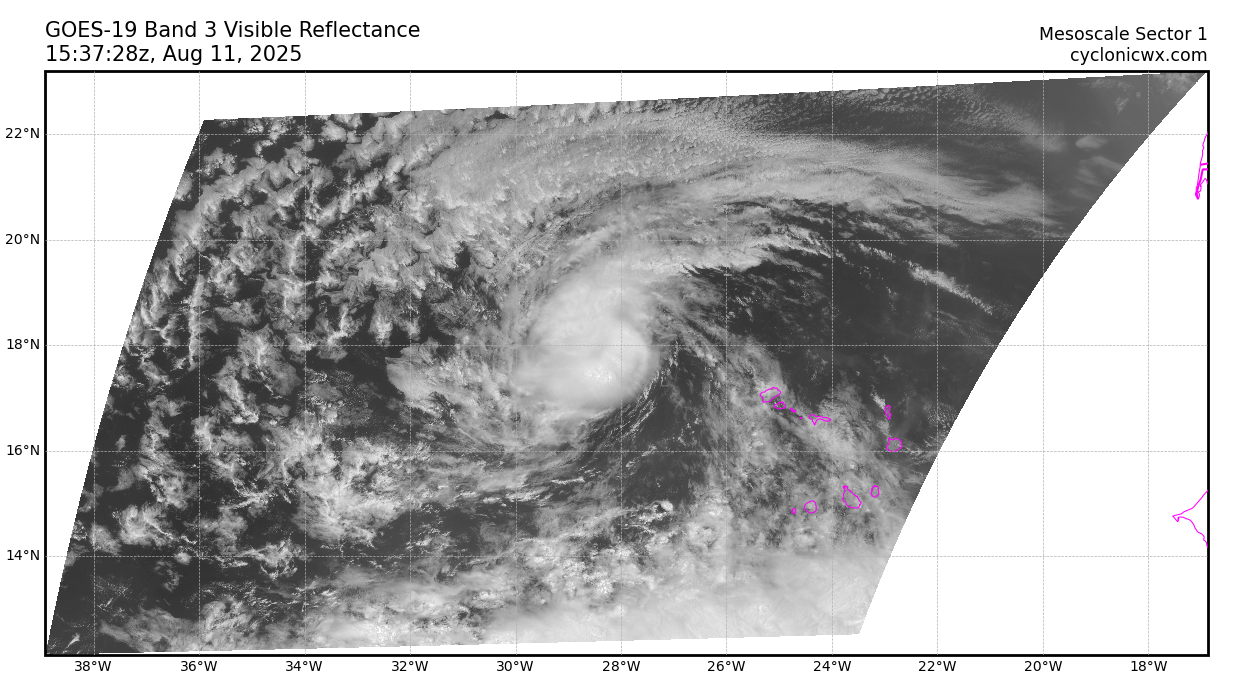 GOES-19 Band 3 Visible Reflectance
15:37:28z, Aug 11, 2025
Mesoscale Sector 1
cyclonicwx.com
22°N
20°N
18°N
16°N
14°N
38°W 36°W 34°W 32°W 30°W 28°W 26°W 24°W 22°W 20°W 18°W